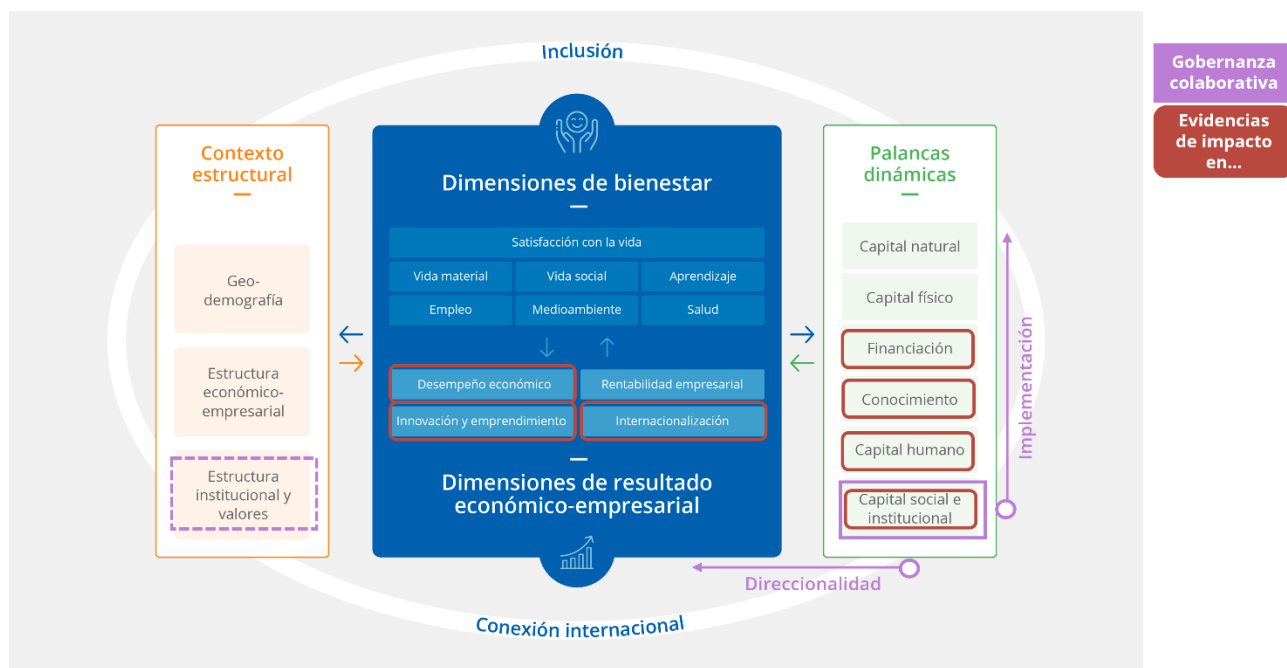 Inclusión
Gobernanza
colaborativa
Evidencias
de impacto
en...
Contexto
estructural
Geo-
demografía
Estructura
económico-
empresarial
Estructura
institucional y
valores
Dimensiones de bienestar
Satisfacción con la vida
Vida material
Vida social
Aprendizaje
Empleo
Medioambiente
Salud
Desempeño económico
Rentabilidad empresarial
Innovación y emprendimiento
Internacionalización
Dimensiones de resultado
económico-empresarial
Palancas
dinámicas
Capital natural
Capital físico
Financiación
Conocimiento
Capital humano
Capital social e
institucional
Implementación
Direccionalidad
Conexión internacional